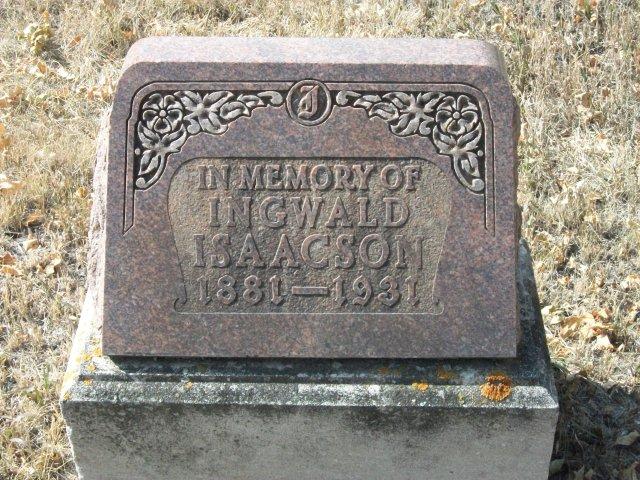 I
IN MEMORY OF
INGWALD
ISAACSON
1881—1931